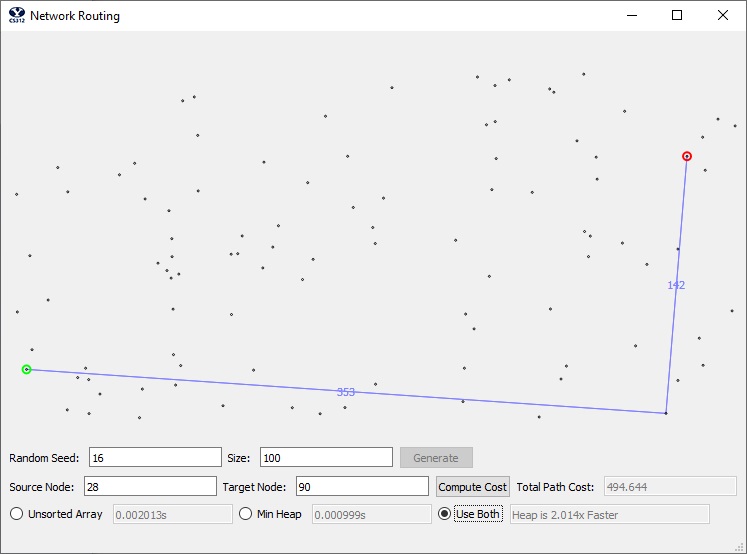 CS312 Network Routing
142
353
Random Seed: 16 Size: 100 Generate
Source Node: 28 Target Node: 90 Compute Cost Total Path Cost: 494.644
Unsorted Array 0.002013s Min Heap 0.000999s Use Both Heap is 2.014x Faster